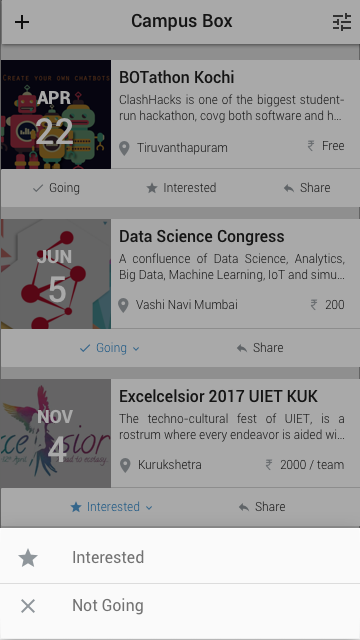 Campus Box
CREATE YOUR OWN CHATBOTS
APR
22
BOTathon Kochi
ClashHacks is one of the biggest student-
run hackathon, covg both software and h...
Tiruvanthapuram
₹ Free
Going
Interested
Share
JUN
5
Data Science Congress
A confluence of Data Science, Analytics,
Big Data, Machine Learning, IoT and simu...
Vashi Navi Mumbai
₹ 200
Going
Share
NOV
4
Excelcelsior 2017 UIET KUK
The techno-cultural fest of UIET, is a
rostrum where every endeavor is aided wi...
Kurukshetra
₹ 2000 / team
Interested
Share
Interested
Not Going